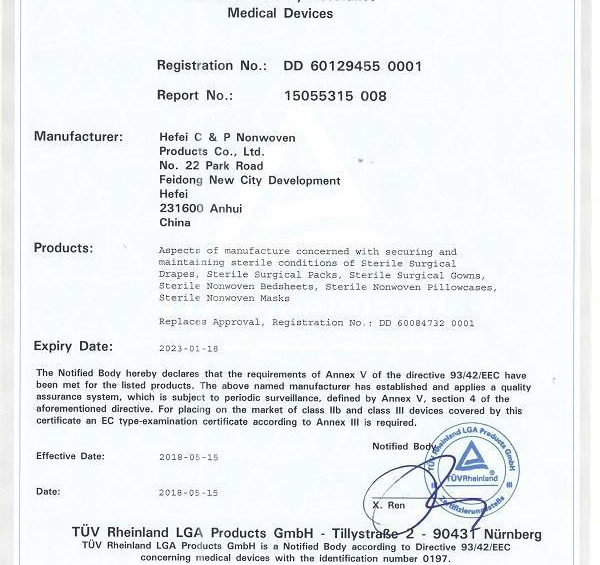 Medical Devices
Registration No.: DD 60129455 0001
Report No.: 15055315 008
Manufacturer: Hefei C & P Nonwoven
Products Co., Ltd.
No. 22 Park Road
Feidong New City Development
Hefei
231600 Anhui
China
Products: Aspects of manufacture concerned with securing and
maintaining sterile conditions of Sterile Surgical
Drapes, Sterile Surgical Packs, Sterile Surgical Gowns,
Sterile Nonwoven Bedsheets, Sterile Nonwoven Pillowcases,
Sterile Nonwoven Masks
Replaces Approval, Registration No.: DD 60084732 0001
Expiry Date: 2023-01-18
The Notified Body hereby declares that the requirements of Annex V of the directive 93/42/EEC have
been met for the listed products. The above named manufacturer has established and applies a quality
assurance system, which is subject to periodic surveillance, defined by Annex V, section 4 of the
aforementioned directive. For placing on the market of class IIb and class III devices covered by this
certificate an EC type-examination certificate according to Annex III is required.
Notified Body
Effective Date: 2018-05-15
TÜV Rheinland LGA Products GmbH
TÜVRheinland
Zertifizierungsstelle
Date: 2018-05-15
X. Ren
TÜV Rheinland LGA Products GmbH - Tillystraße 2 - 90431 Nürnberg
TÜV Rheinland LGA Products GmbH is a Notified Body according to Directive 93/42/EEC
concerning medical devices with the identification number 0197.